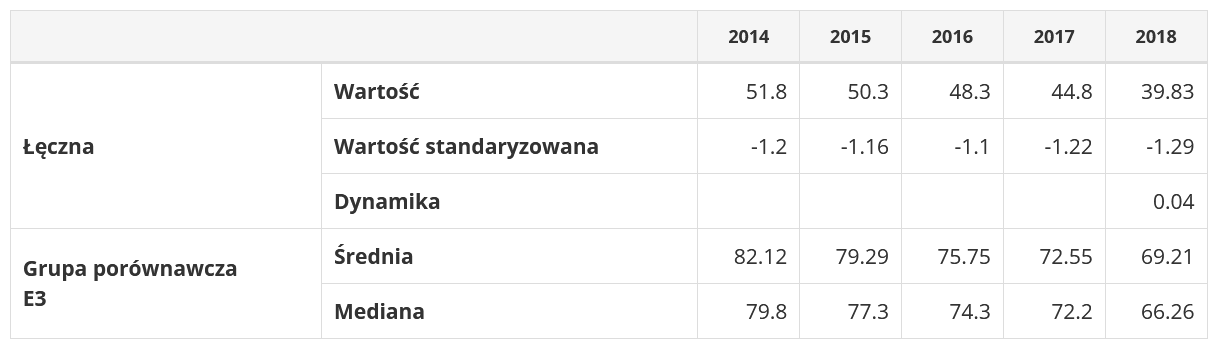 2014 2015 2016 2017 2018
Łęczna
Wartość 51.8 50.3 48.3 44.8 39.83
Wartość standaryzowana -1.2 -1.16 -1.1 -1.22 -1.29
Dynamika 0.04
Grupa porównawcza
E3
Średnia 82.12 79.29 75.75 72.55 69.21
Mediana 79.8 77.3 74.3 72.2 66.26